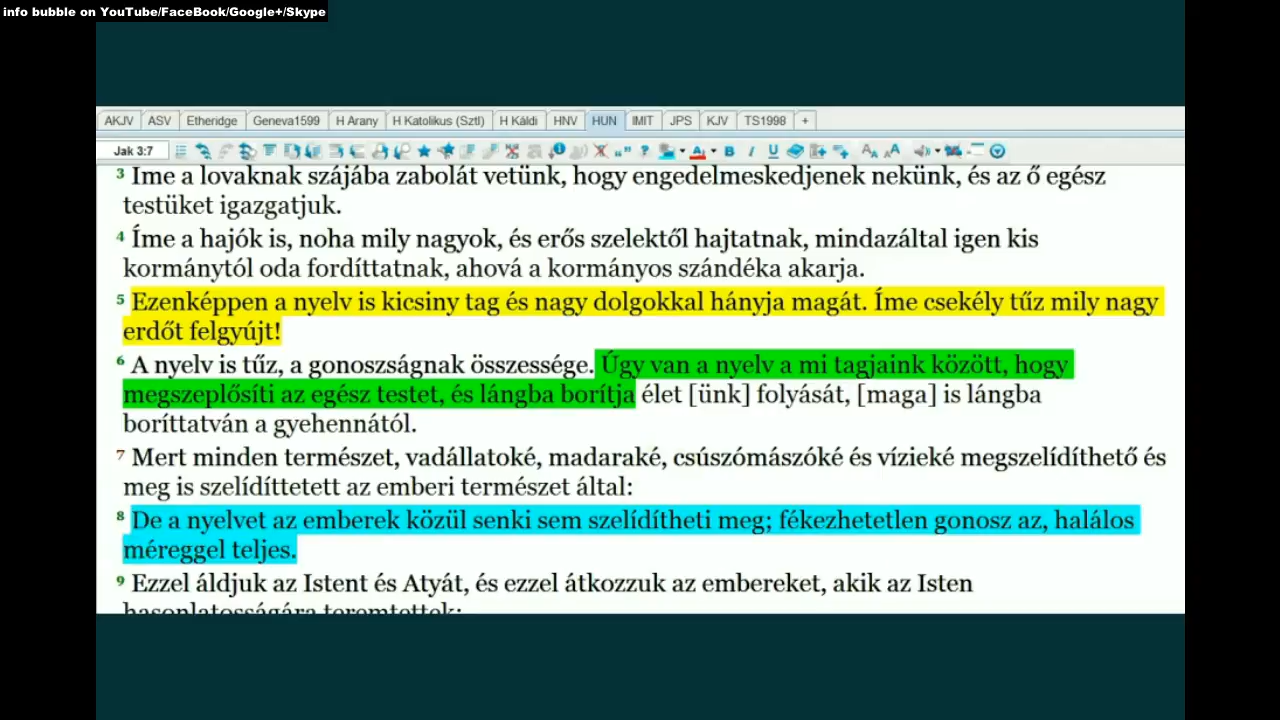 info bubble on YouTube/FaceBook/Google+/Skype
AKJV ASV Etheridge Geneva1599 H Arany H Katolikus (SztI) H Káldi HNV HUN IMIT JPS KJV TS1998 +
Jak 3:7
3 Ime a lovaknak szájába zabolát vetünk, hogy engedelmeskedjenek nekünk, és az ő egész
testüket igazgatjuk.
4 Íme a hajók is, noha mily nagyok, és erős szelektől hajtatnak, mindazáltal igen kis
kormánytól oda fordíttatnak, ahová a kormányos szándéka akarja.
5 Ezenképpen a nyelv is kicsiny tag és nagy dolgokkal hányja magát. Íme csekély tűz mily nagy
erdőt felgyújt!
6 A nyelv is tűz, a gonoszságnak összessége. Úgy van a nyelv a mi tagjaink között, hogy
megszeplősíti az egész testet, és lángba borítja élet [ünk] folyását, [maga] is lángba
boríttatván a gyehennától.
7 Mert minden természet, vadállatoké, madaraké, csúszómászóké és vízieké megszelídíthető és
meg is szelídíttetett az emberi természet által:
8 De a nyelvet az emberek közül senki sem szelídítheti meg; fékezhetetlen gonosz az, halálos
méreggel teljes.
9 Ezzel áldjuk az Istent és Atyát, és ezzel átkozzuk az embereket, akik az Isten
hasonlatosságára teremtettek: